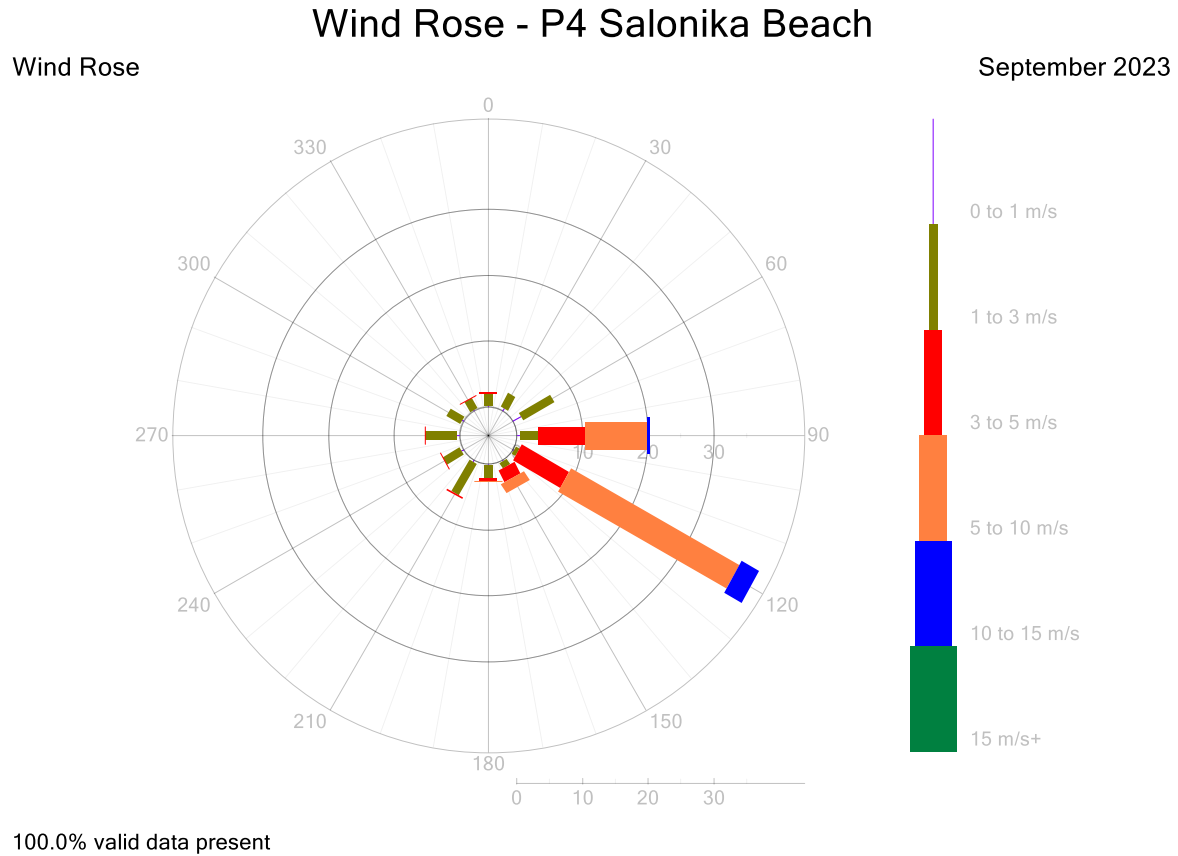 Wind Rose - P4 Salonika Beach
Wind Rose
September 2023
0
330
30
300
60
0 to 1 m/s
1 to 3 m/s
3 to 5 m/s
270
90
10
20
30
5 to 10 m/s
240
120
10 to 15 m/s
210
150
15 m/s+
180
0
10
20
30
100.0% valid data present